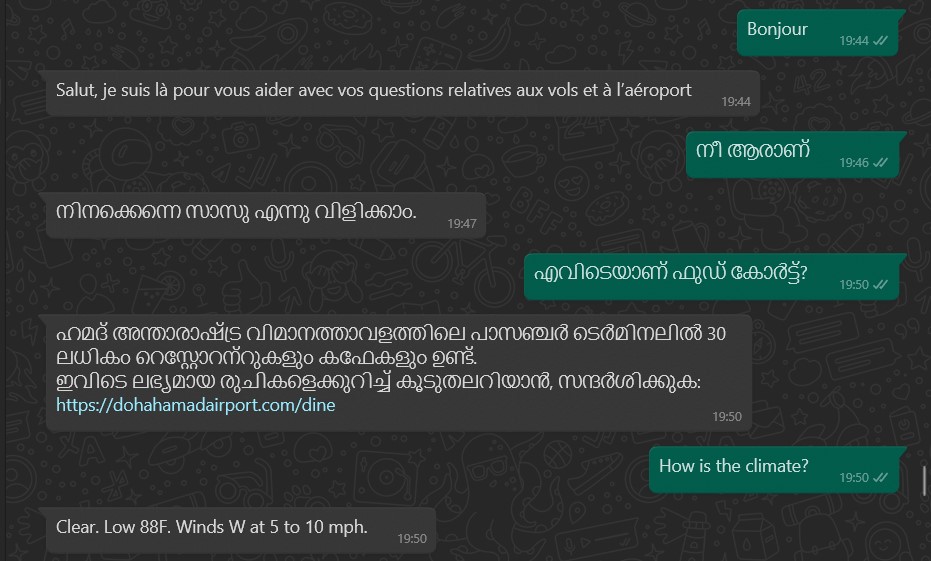 Bonjour
19:44
Salut, je suis là pour vous aider avec vos questions relatives aux vols et à l'aéroport
19:44
നീ ആരാണ്
19:46
നിനക്കെന്നെ സാസു എന്നു വിളിക്കാം.
19:47
എവിടെയാണ് ഫുഡ് കോർട്ട്?
19:50
ഹമദ് അന്താരാഷ്ട്ര വിമാനത്താവളത്തിലെ പാസഞ്ചർ ടെർമിനലിൽ 30
ലധികം റെസ്റ്റോറന്റുകളും കഫേകളും ഉണ്ട്.
ഇവിടെ ലഭ്യമായ രുചികളെക്കുറിച്ച് കൂടുതലറിയാൻ, സന്ദർശിക്കുക:
https://dohahamadairport.com/dine
19:50
How is the climate?
19:50
Clear. Low 88F. Winds W at 5 to 10 mph.
19:50